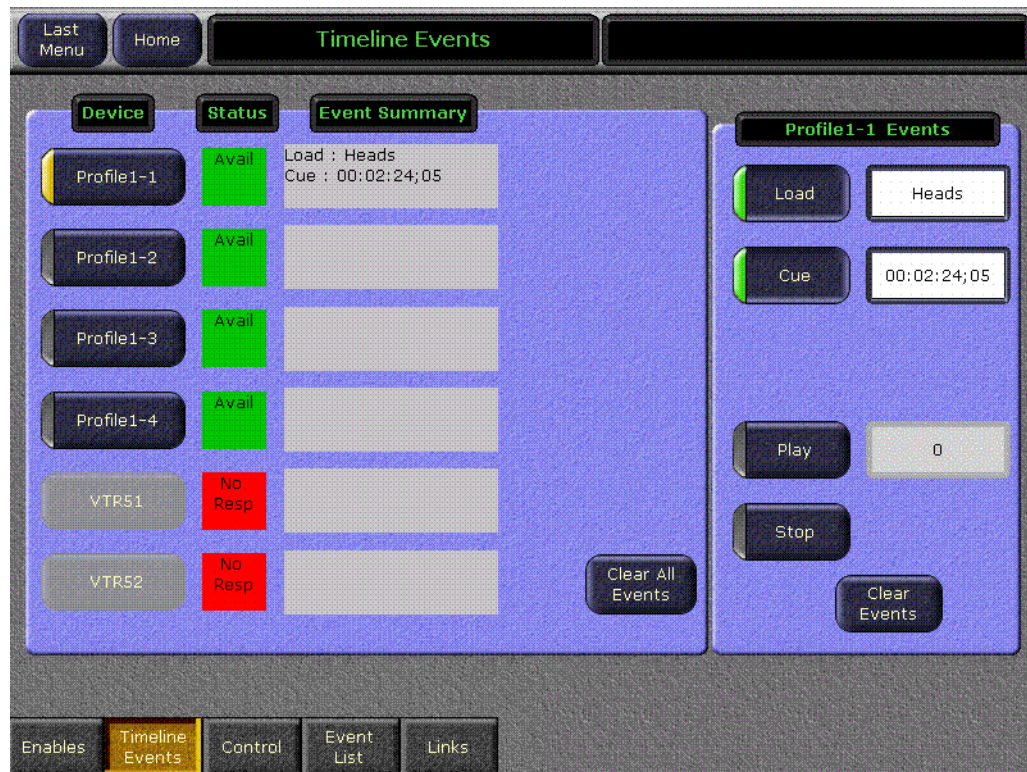 Last
Menu
Home
Timeline Events
Device
Status
Event Summary
Profile1-1
Avail
Load : Heads
Cue : 00:02:24;05
Profile1-2
Avail
Profile1-3
Avail
Profile1-4
Avail
VTR51
No
Resp
VTR52
No
Resp
Clear All
Events
Profile1-1 Events
Load
Heads
Cue
00:02:24;05
Play
0
Stop
Clear
Events
Enables
Timeline
Events
Control
Event
List
Links